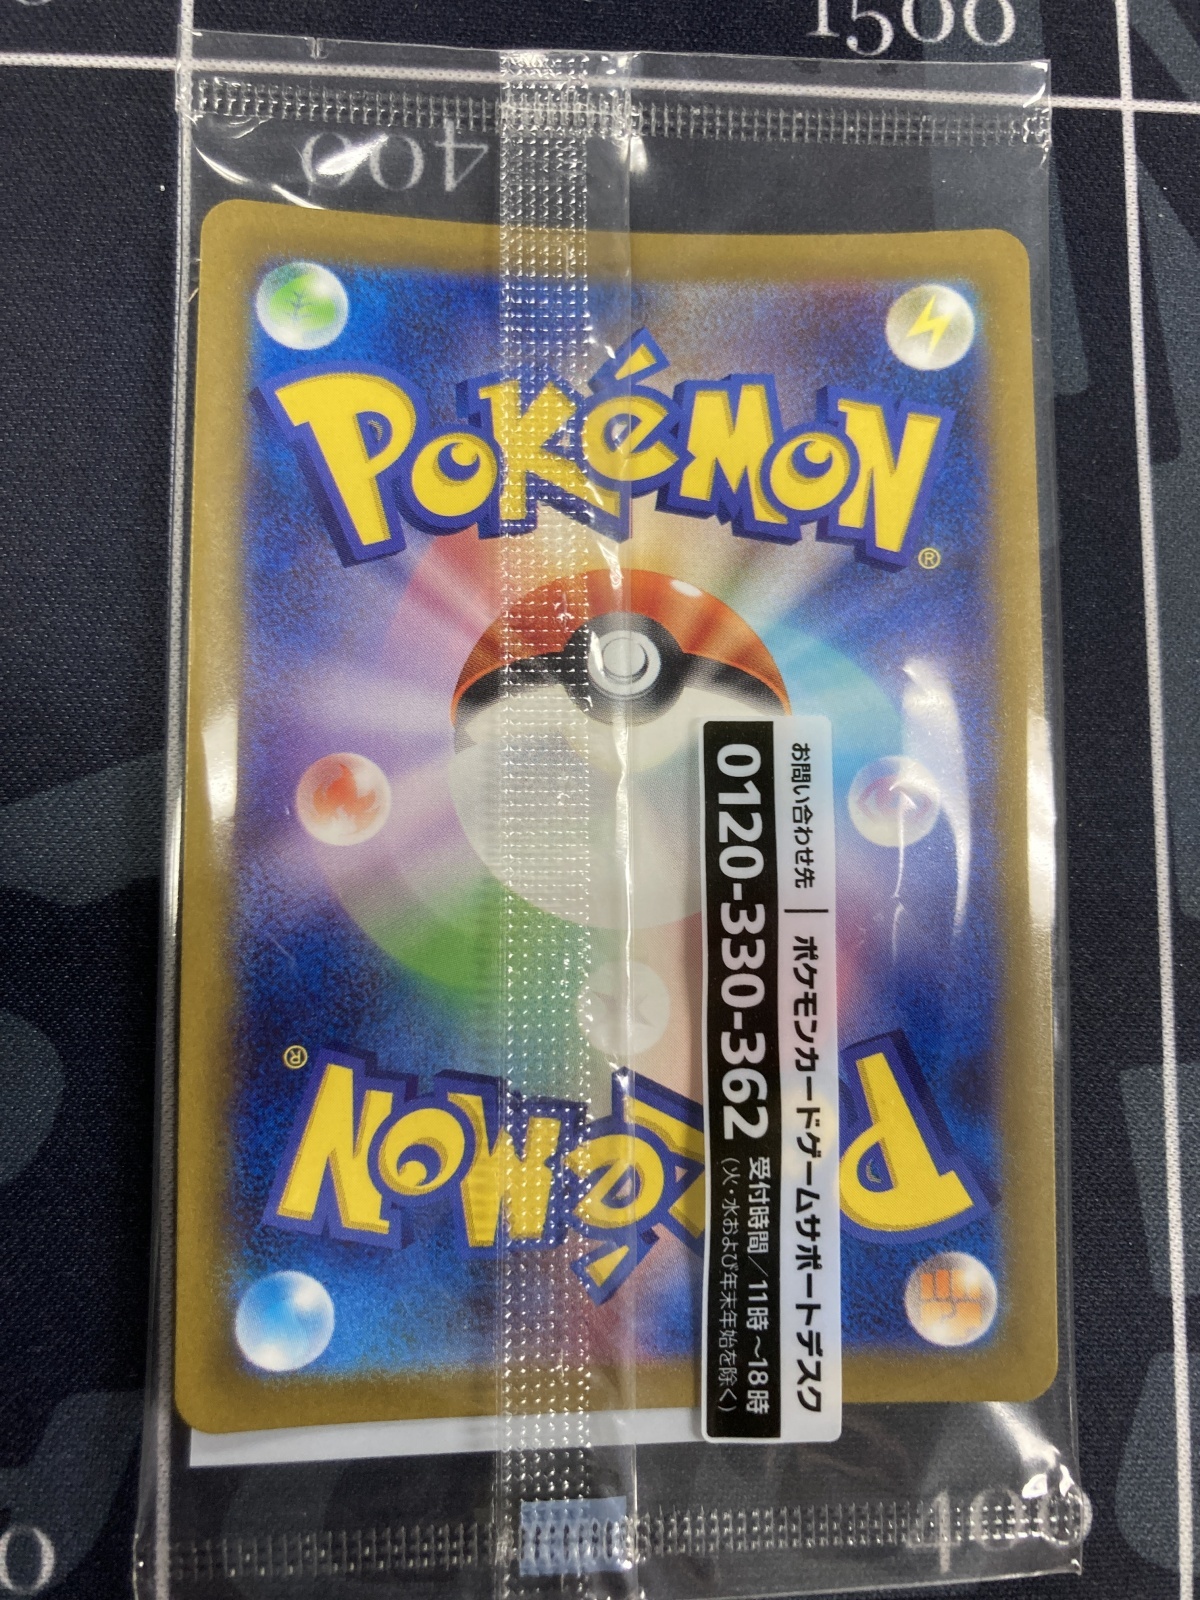 1500
400
POKéMON
®
お問い合わせ先｜ポケモンカードゲームサポートデスク
0120-330-362 受付時間／11時～18時
(火・水および年末年始を除く)
®